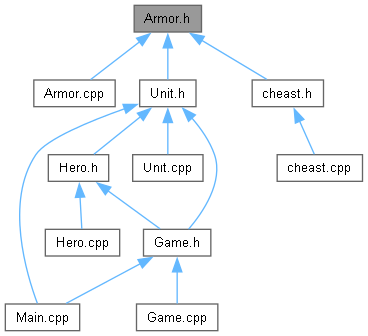 Armor.h
Armor.cpp
Unit.h
cheast.h
Hero.h
Unit.cpp
cheast.cpp
Hero.cpp
Game.h
Main.cpp
Game.cpp